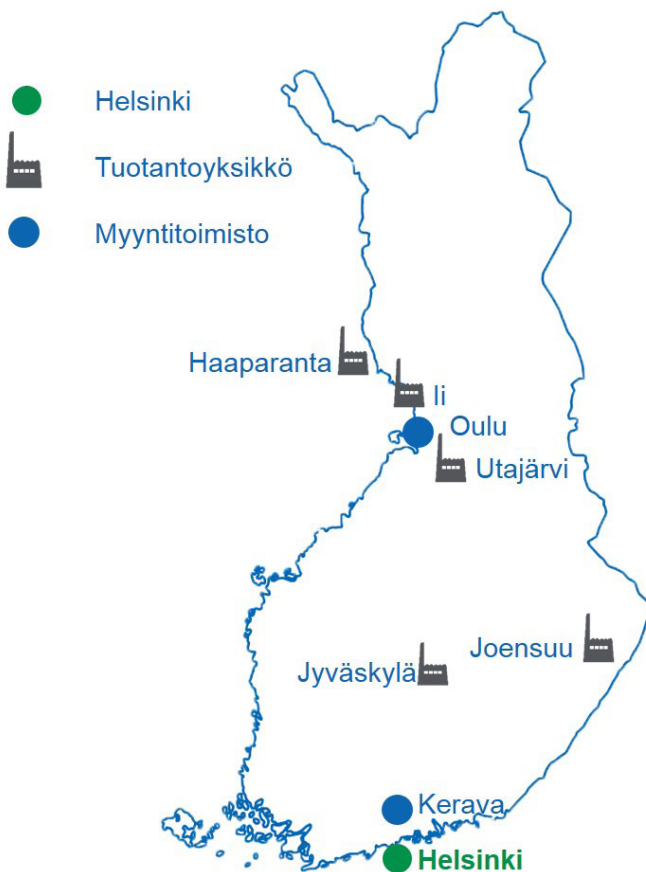 Helsinki
Tuotantoyksikkö
Myyntitoimisto
Haaparanta
Ii
Oulu
Utajärvi
Joensuu
Jyväskylä
Kerava
Helsinki